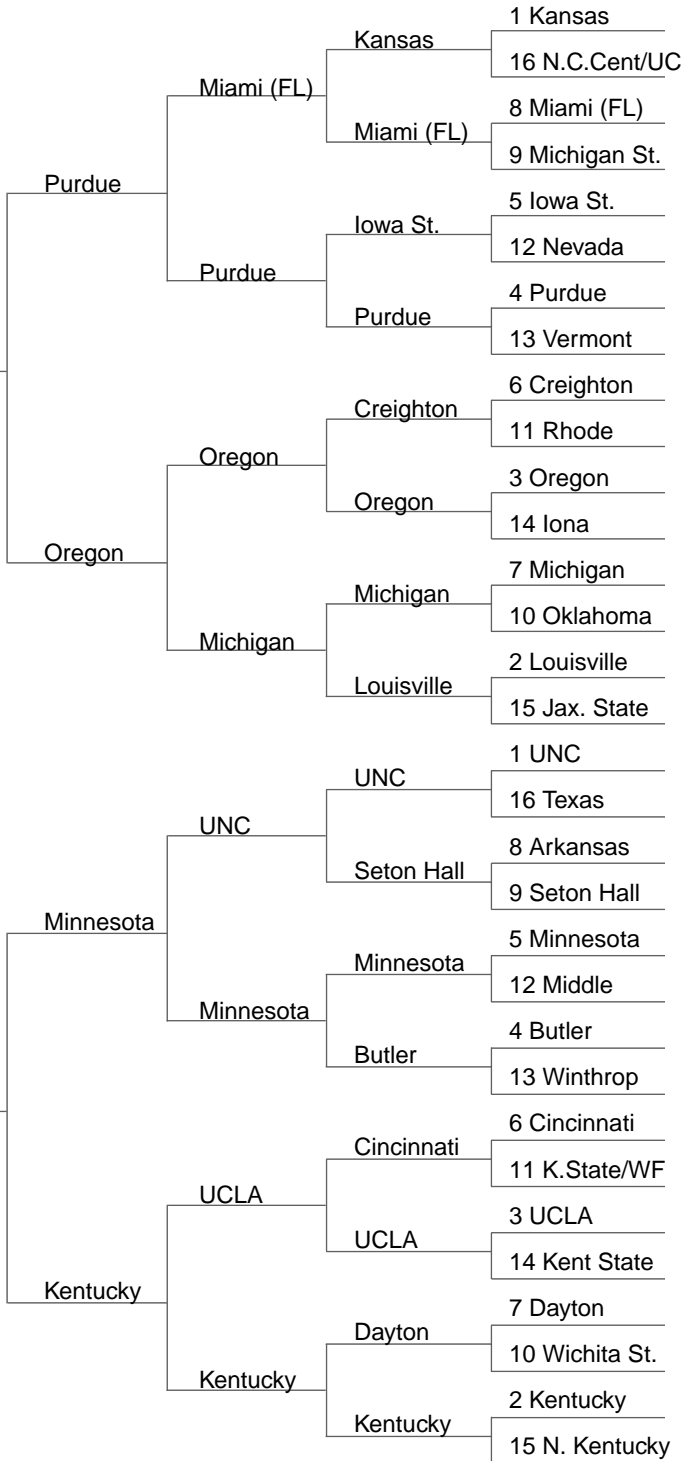 1 Kansas
Kansas
16 N.C.Cent/UC
Miami (FL)
8 Miami (FL)
Miami (FL)
9 Michigan St.
Purdue
5 Iowa St.
Iowa St.
12 Nevada
Purdue
4 Purdue
Purdue
13 Vermont
6 Creighton
Creighton
11 Rhode
Oregon
3 Oregon
Oregon
14 Iona
Oregon
7 Michigan
Michigan
10 Oklahoma
Michigan
2 Louisville
Louisville
15 Jax. State
1 UNC
UNC
16 Texas
UNC
8 Arkansas
Seton Hall
9 Seton Hall
Minnesota
5 Minnesota
Minnesota
12 Middle
Minnesota
4 Butler
Butler
13 Winthrop
6 Cincinnati
Cincinnati
11 K.State/WF
UCLA
3 UCLA
UCLA
14 Kent State
Kentucky
7 Dayton
Dayton
10 Wichita St.
Kentucky
2 Kentucky
Kentucky
15 N. Kentucky